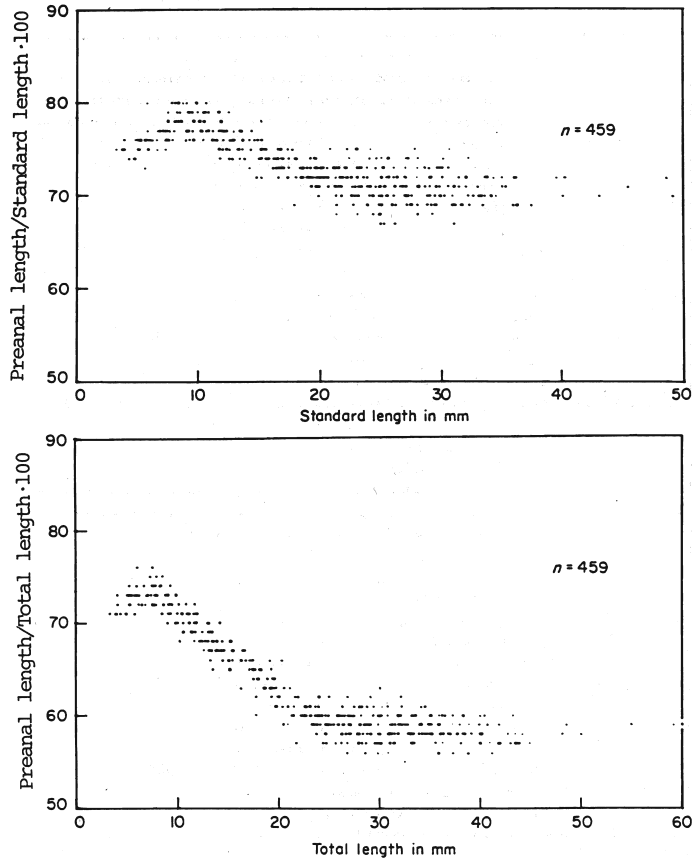 90
80
70
60
50
Preanal length/Standard length·100
n = 459
0 10 20 30 40 50
Standard length in mm
90
80
70
60
50
Preanal length/Total length·100
n = 459
0 10 20 30 40 50 60
Total length in mm